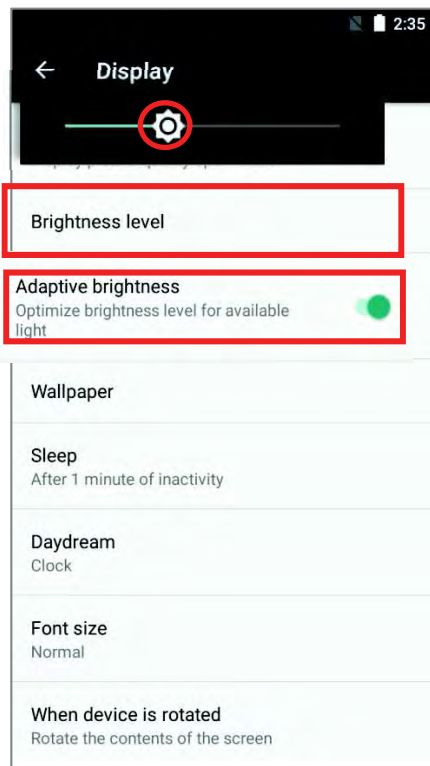 2:35
Display
Brightness level
Adaptive brightness
Optimize brightness level for available
light
Wallpaper
Sleep
After 1 minute of inactivity
Daydream
Clock
Font size
Normal
When device is rotated
Rotate the contents of the screen